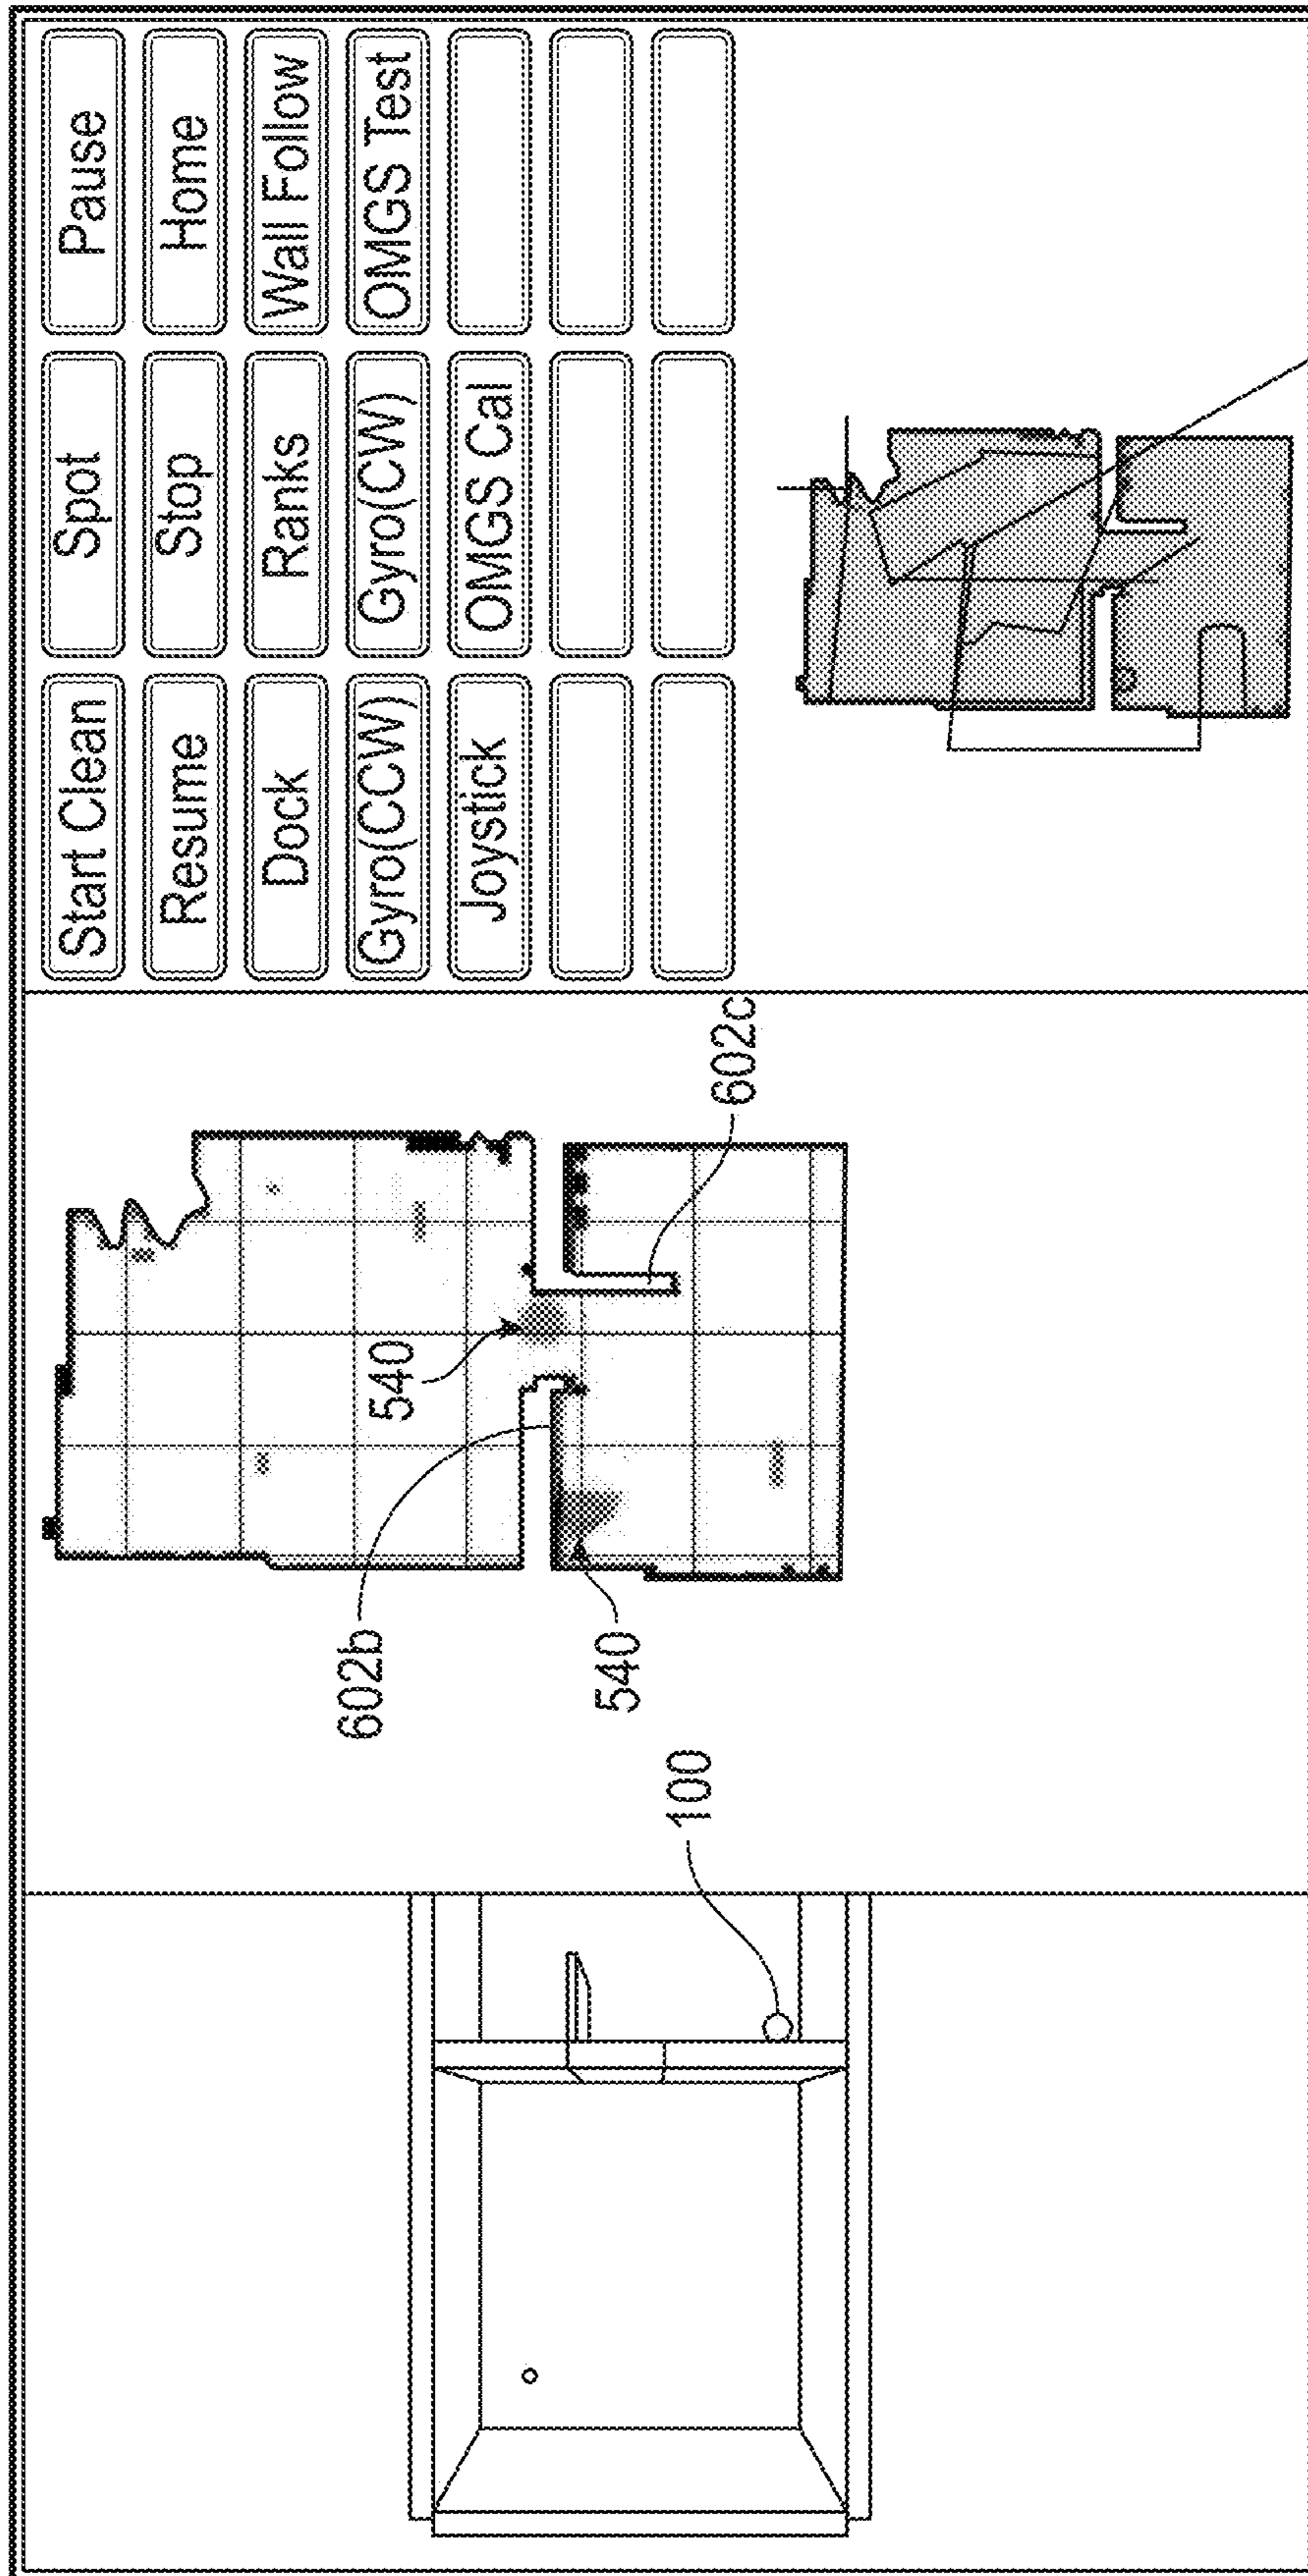 Start Clean
Spot
Pause
Resume
Stop
Home
Dock
Ranks
Wall Follow
Gyro(CCW)
Gyro(CW)
OMGS Test
Joystick
OMGS Cal
602b
540
540
602c
100